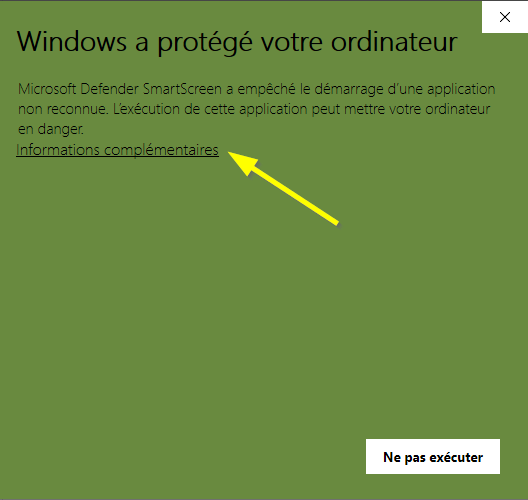 Windows a protégé votre ordinateur
Microsoft Defender SmartScreen a empêché le démarrage d'une application
non reconnue. L'exécution de cette application peut mettre votre ordinateur
en danger.
Informations complémentaires
Ne pas exécuter